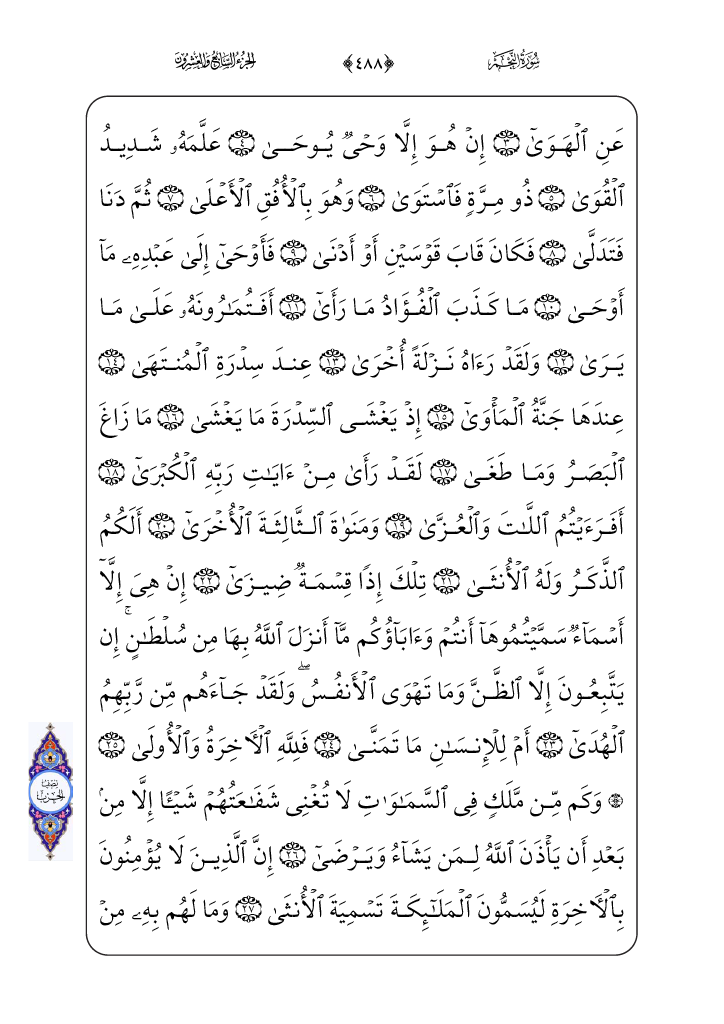 سُورَةُ النَّجْمِ ﴿٤٨٨﴾ الجُزْءُ السَّابِعُ وَالعِشْرُونَ
عَنِ ٱلْهَوَىٰٓ ٣ إِنْ هُوَ إِلَّا وَحْىٌ يُوحَىٰ ٤ عَلَّمَهُۥ شَدِيدُ
ٱلْقُوَىٰ ٥ ذُو مِرَّةٍ فَٱسْتَوَىٰ ٦ وَهُوَ بِٱلْأُفُقِ ٱلْأَعْلَىٰ ٧ ثُمَّ دَنَا
فَتَدَلَّىٰ ٨ فَكَانَ قَابَ قَوْسَيْنِ أَوْ أَدْنَىٰ ٩ فَأَوْحَىٰٓ إِلَىٰ عَبْدِهِۦ مَآ
أَوْحَىٰ ١٠ مَا كَذَبَ ٱلْفُؤَادُ مَا رَأَىٰٓ ١١ أَفَتُمَٰرُونَهُۥ عَلَىٰ مَا
يَرَىٰ ١٢ وَلَقَدْ رَءَاهُ نَزْلَةً أُخْرَىٰ ١٣ عِندَ سِدْرَةِ ٱلْمُنتَهَىٰ ١٤
عِندَهَا جَنَّةُ ٱلْمَأْوَىٰٓ ١٥ إِذْ يَغْشَى ٱلسِّدْرَةَ مَا يَغْشَىٰ ١٦ مَا زَاغَ
ٱلْبَصَرُ وَمَا طَغَىٰ ١٧ لَقَدْ رَأَىٰ مِنْ ءَايَٰتِ رَبِّهِ ٱلْكُبْرَىٰٓ ١٨
أَفَرَءَيْتُمُ ٱللَّٰتَ وَٱلْعُزَّىٰ ١٩ وَمَنَوٰةَ ٱلثَّالِثَةَ ٱلْأُخْرَىٰٓ ٢٠ أَلَكُمُ
ٱلذَّكَرُ وَلَهُ ٱلْأُنثَىٰ ٢١ تِلْكَ إِذًا قِسْمَةٌ ضِيزَىٰٓ ٢٢ إِنْ هِىَ إِلَّآ
أَسْمَآءٌ سَمَّيْتُمُوهَآ أَنتُمْ وَءَابَآؤُكُم مَّآ أَنزَلَ ٱللَّهُ بِهَا مِن سُلْطَٰنٍ ۚ إِن
يَتَّبِعُونَ إِلَّا ٱلظَّنَّ وَمَا تَهْوَى ٱلْأَنفُسُ ۖ وَلَقَدْ جَآءَهُم مِّن رَّبِّهِمُ
ٱلْهُدَىٰٓ ٢٣ أَمْ لِلْإِنسَٰنِ مَا تَمَنَّىٰ ٢٤ فَلِلَّهِ ٱلْءَاخِرَةُ وَٱلْأُولَىٰ ٢٥
نِصْفُ الحِزْبِ
۞ وَكَم مِّن مَّلَكٍ فِى ٱلسَّمَٰوَٰتِ لَا تُغْنِى شَفَٰعَتُهُمْ شَيْـًٔا إِلَّا مِنۢ
بَعْدِ أَن يَأْذَنَ ٱللَّهُ لِمَن يَشَآءُ وَيَرْضَىٰٓ ٢٦ إِنَّ ٱلَّذِينَ لَا يُؤْمِنُونَ
بِٱلْءَاخِرَةِ لَيُسَمُّونَ ٱلْمَلَٰٓئِكَةَ تَسْمِيَةَ ٱلْأُنثَىٰ ٢٧ وَمَا لَهُم بِهِۦ مِنْ